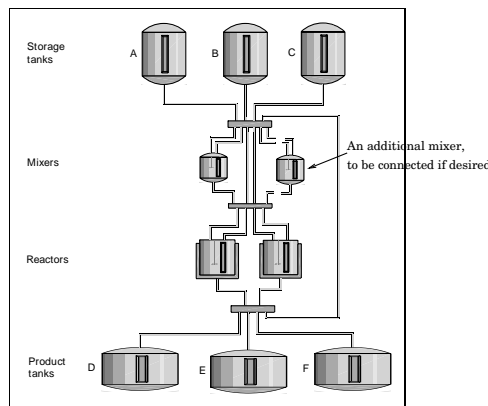 Storage
tanks
A
B
C
Mixers
An additional mixer,
to be connected if desired
Reactors
Product
tanks
D
E
F